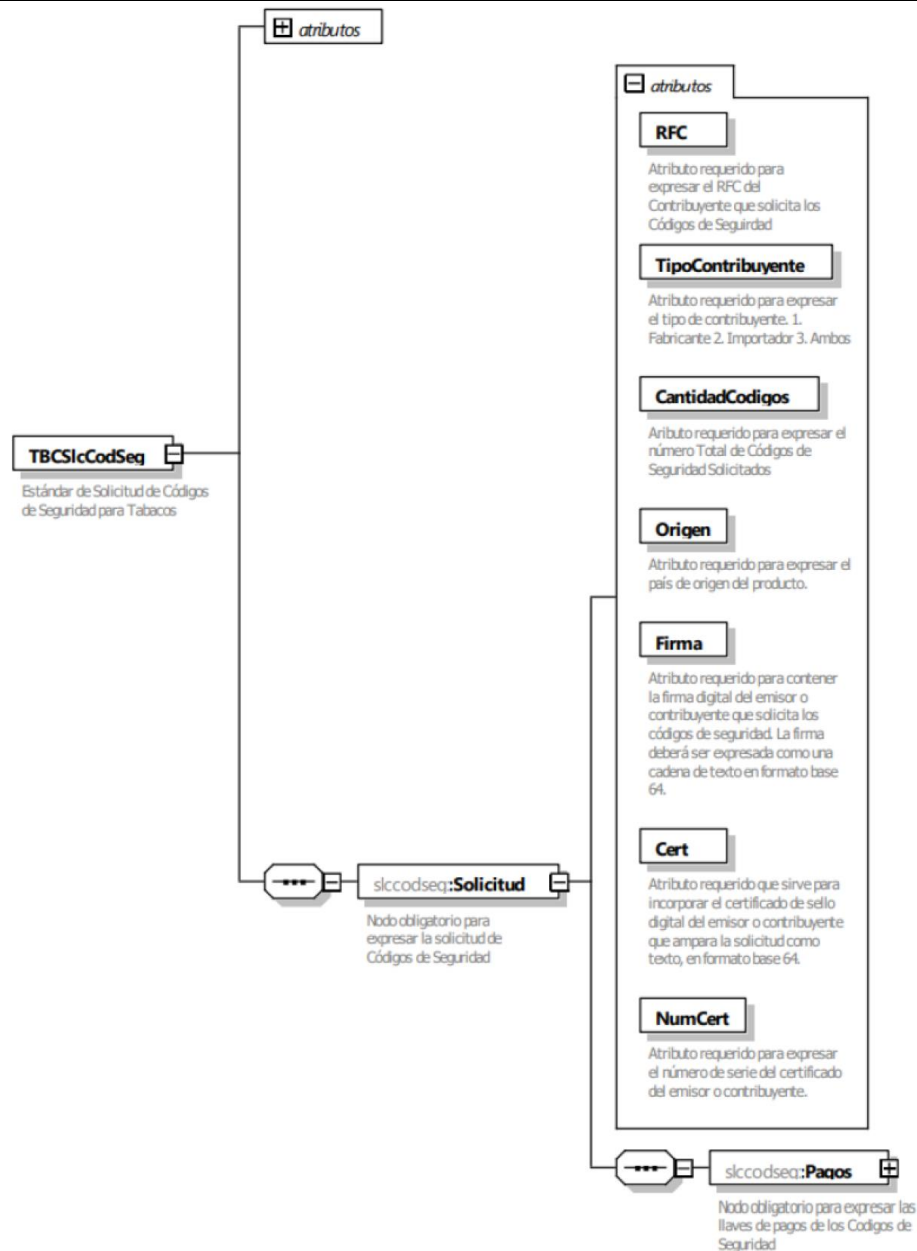 atributos
atributos
RFC
Atributo requerido para
expresar el RFC del
Contribuyente que solicita los
Códigos de Seguirdad
TipoContribuyente
Atributo requerido para expresar
el tipo de contribuyente. 1.
Fabricante 2. Importador 3. Ambos
CantidadCodigos
Aributo requerido para expresar el
número Total de Códigos de
Seguridad Solicitados
TBCSlcCodSeg
Estándar de Solicitud de Códigos
de Seguridad para Tabacos
Origen
Atributo requerido para expresar el
país de origen del producto.
Firma
Atributo requerido para contener
la firma digital del emisor o
contribuyente que solicita los
códigos de seguridad. La firma
deberá ser expresada como una
cadena de texto en formato base
64.
Cert
Atributo requerido que sirve para
incorporar el certificado de sello
digital del emisor o contribuyente
que ampara la solicitud como
texto, en formato base 64.
slccodseg:Solicitud
Nodo obligatorio para
expresar la solicitud de
Códigos de Seguridad
NumCert
Atributo requerido para expresar
el número de serie del certificado
del emisor o contribuyente.
slccodseg:Pagos
Nodo obligatorio para expresar las
llaves de pagos de los Codigos de
Seguridad